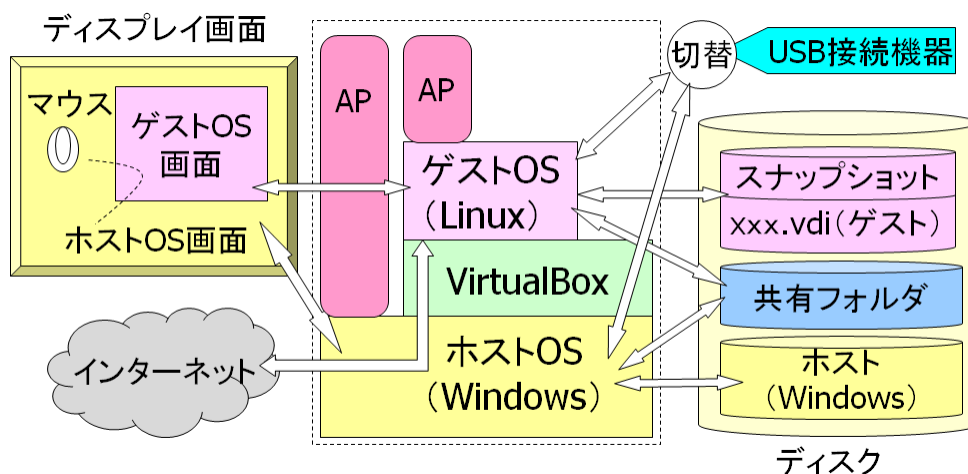 ディスプレイ画面
マウス
ゲストOS
画面
ホストOS画面
インターネット
AP
AP
ゲストOS
（Linux）
VirtualBox
ホストOS
（Windows）
切替
USB接続機器
スナップショット
xxx.vdi（ゲスト）
共有フォルダ
ホスト
（Windows）
ディスク